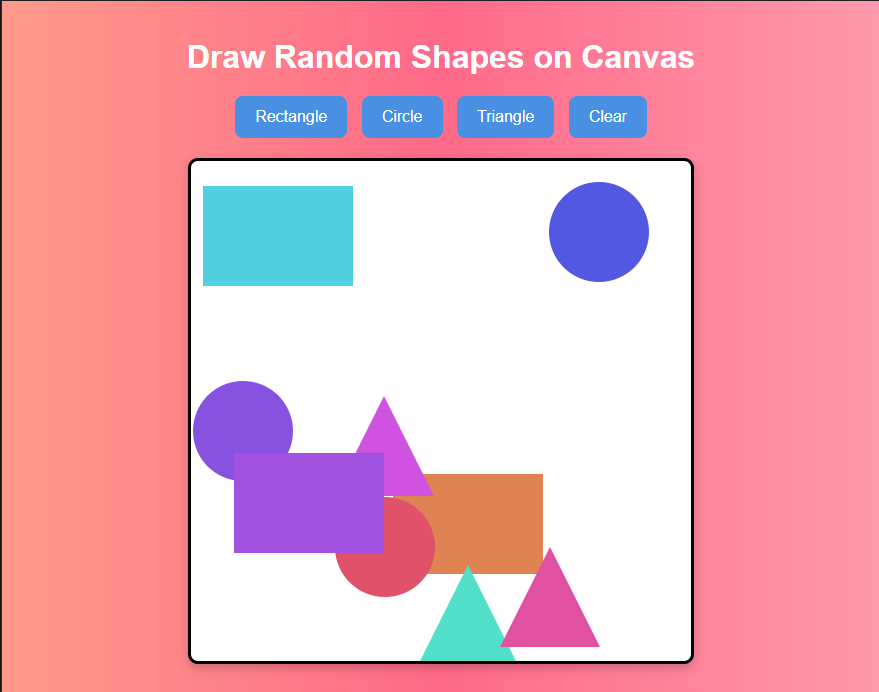 Draw Random Shapes on Canvas
Rectangle Circle Triangle Clear